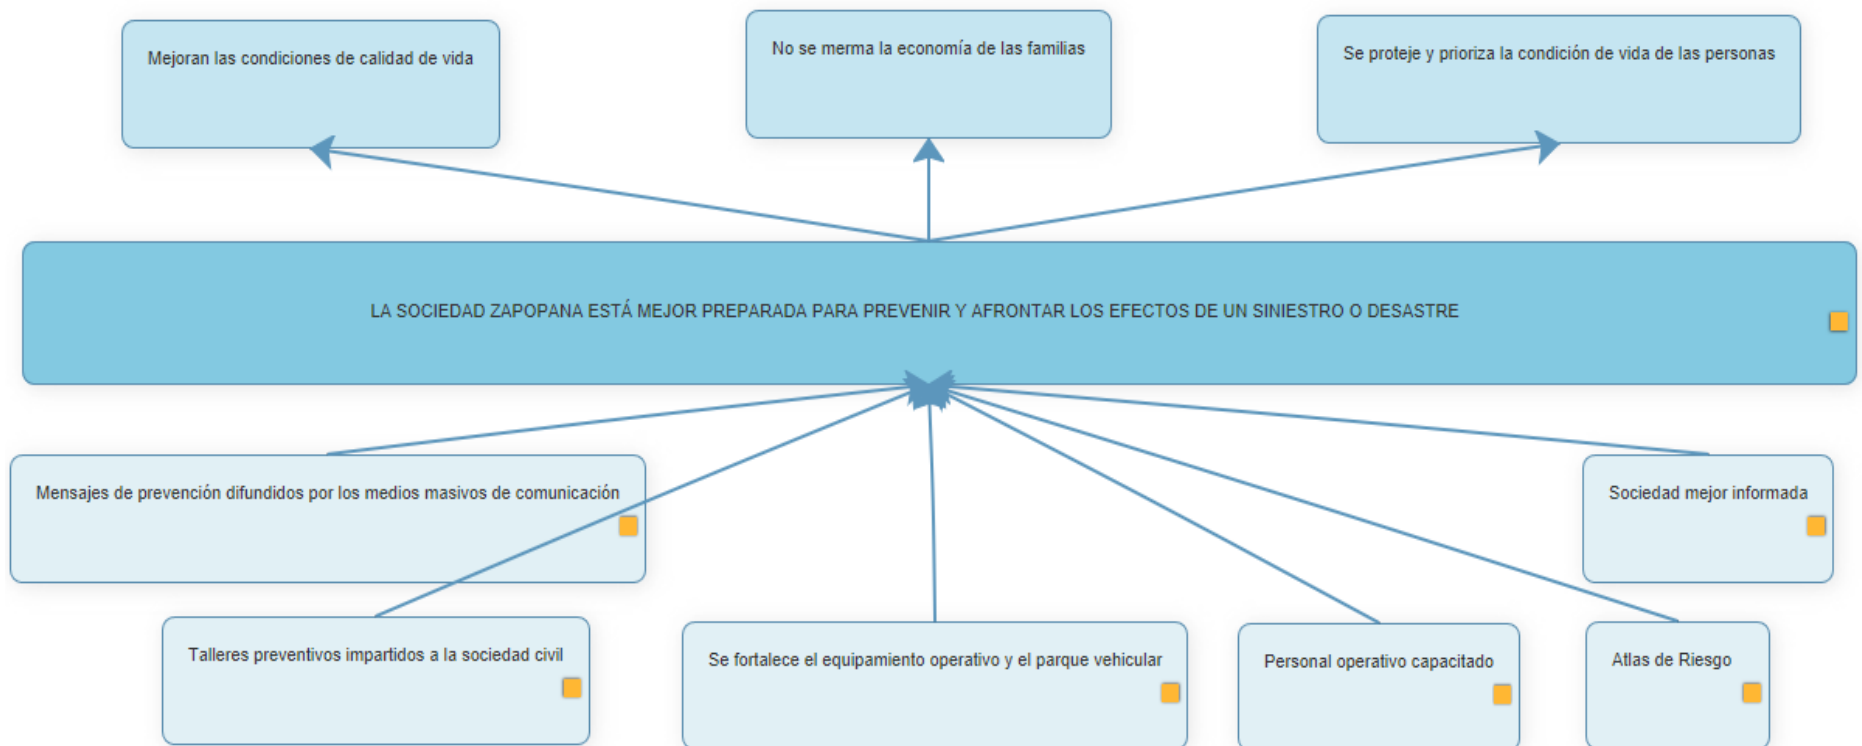 Mejoran las condiciones de calidad de vida
No se merma la economía de las familias
Se proteje y prioriza la condición de vida de las personas
LA SOCIEDAD ZAPOPANA ESTÁ MEJOR PREPARADA PARA PREVENIR Y AFRONTAR LOS EFECTOS DE UN SINIESTRO O DESASTRE
Mensajes de prevención difundidos por los medios masivos de comunicación
Sociedad mejor informada
Talleres preventivos impartidos a la sociedad civil
Se fortalece el equipamiento operativo y el parque vehicular
Personal operativo capacitado
Atlas de Riesgo